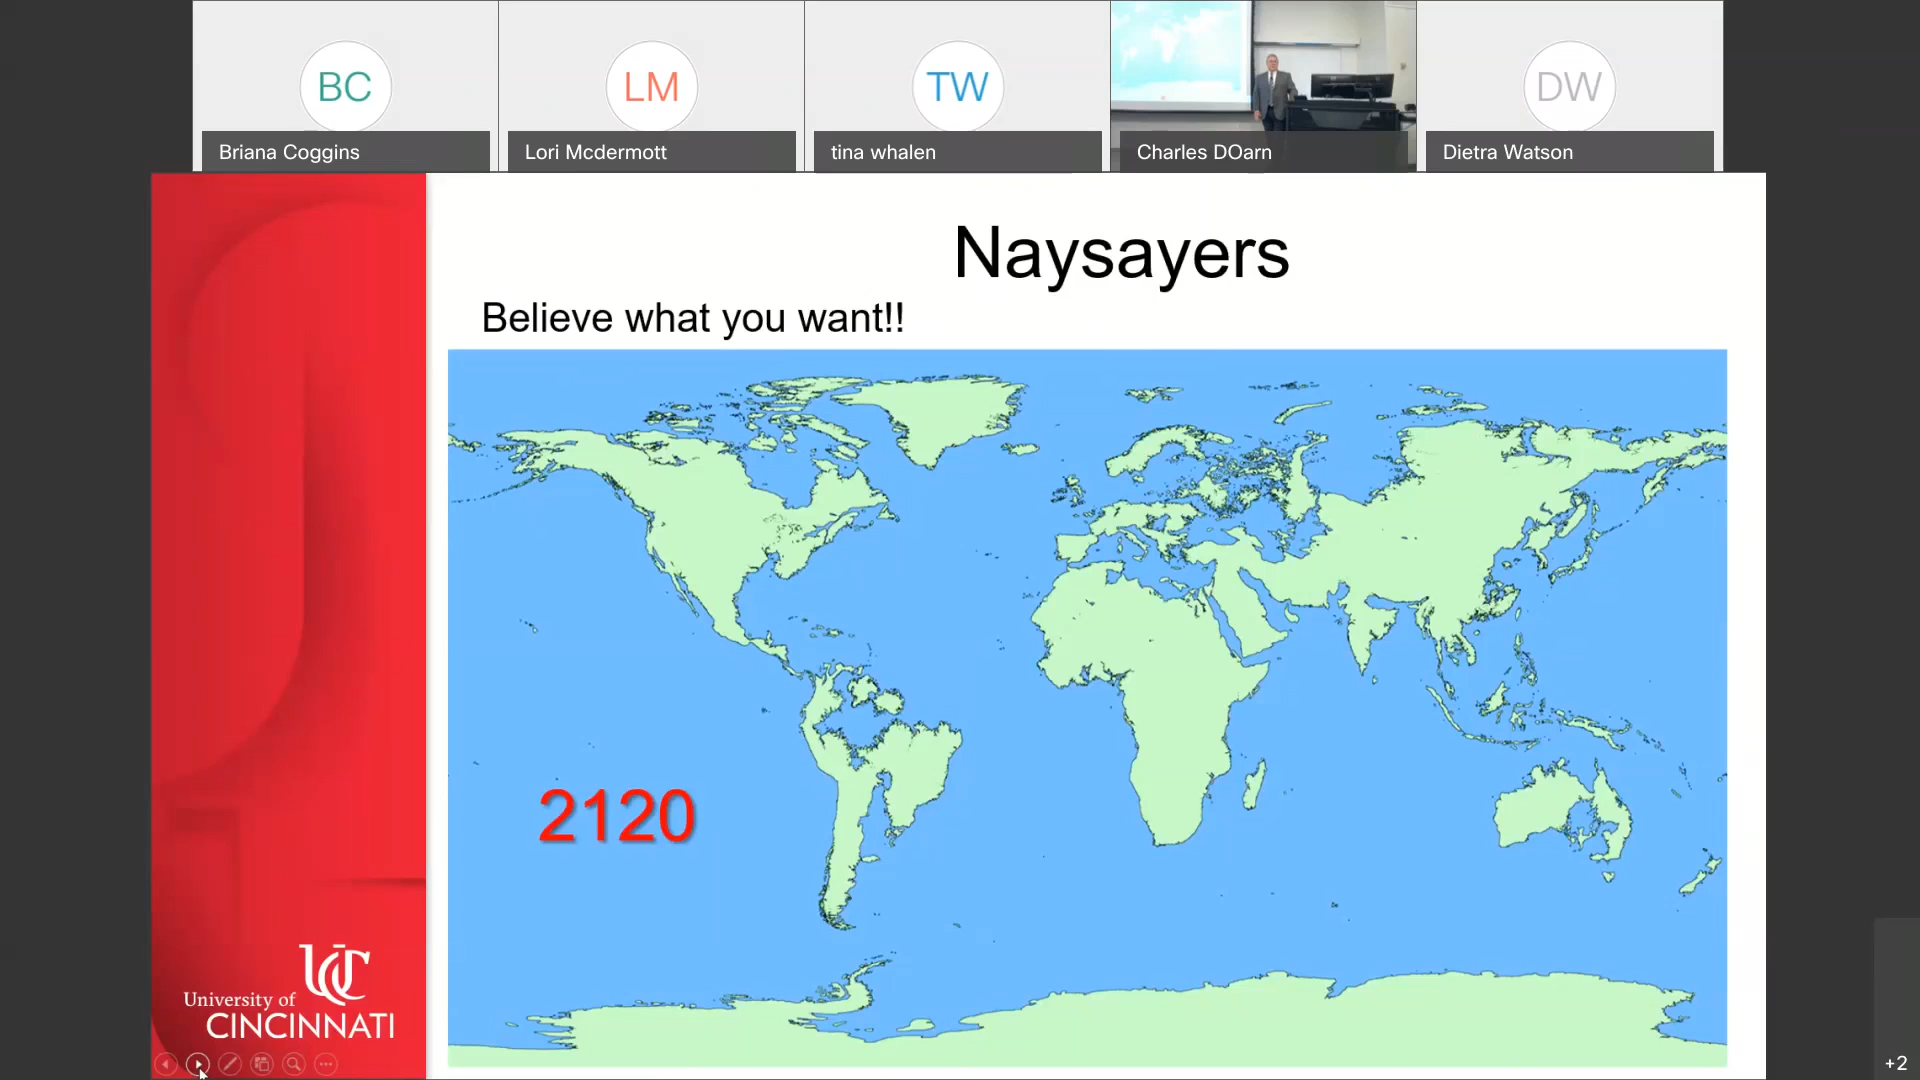 BC
LM
TW
DW
Briana Coggins
Lori Mcdermott
tina whalen
Charles DOarn
Dietra Watson
Naysayers
Believe what you want!!
2120
UC
University of
CINCINNATI
+2